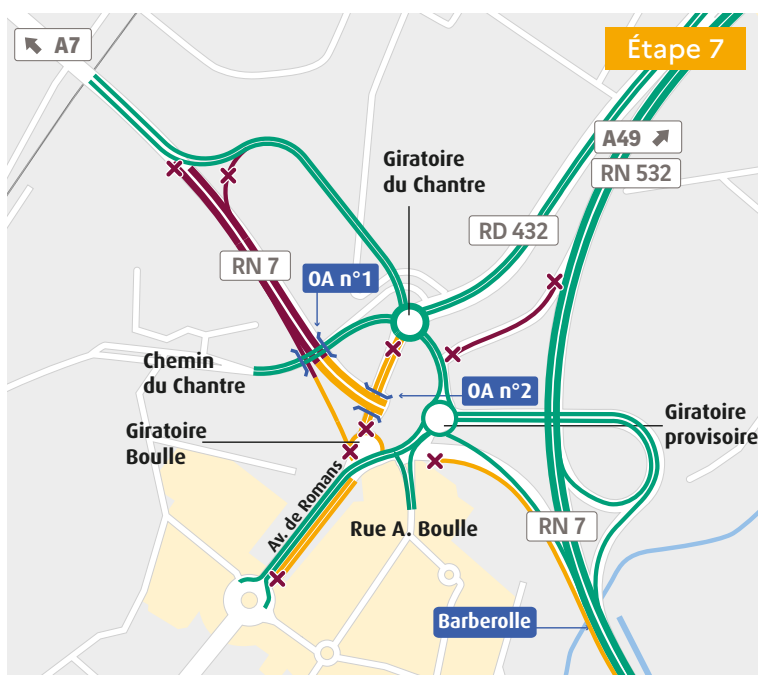 A7
Étape 7
A49
RN 532
Giratoire
du Chantre
RD 432
RN 7
OA n°1
Chemin
du Chantre
OA n°2
Giratoire
provisoire
Giratoire
Boulle
Av. de Romans
Rue A. Boulle
RN 7
Barberolle